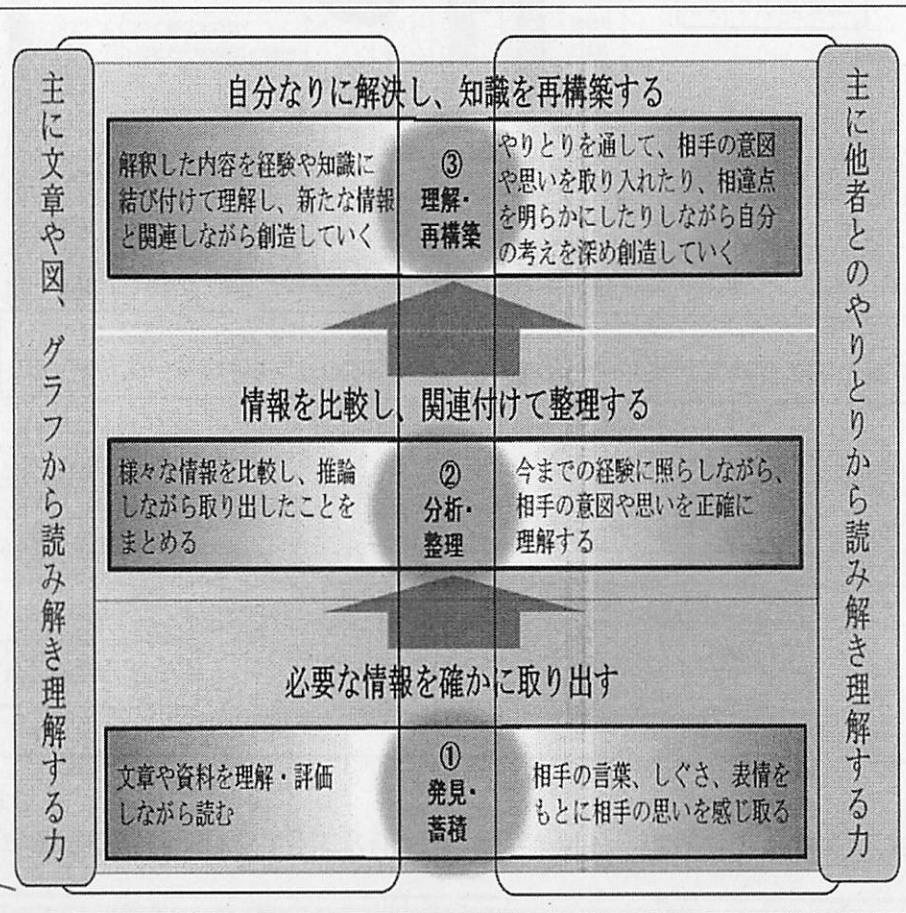 主に文章や図、グラフから読み解き理解する力
自分なりに解決し、知識を再構築する
解釈した内容を経験や知識に
結び付けて理解し、新たな情報
と関連しながら創造していく
③
理解・
再構築
やりとりを通して、相手の意図
や思いを取り入れたり、相違点
を明らかにしたりしながら自分
の考えを深め創造していく
情報を比較し、関連付けて整理する
様々な情報を比較し、推論
しながら取り出したことを
まとめる
②
分析・
整理
今までの経験に照らしながら、
相手の意図や思いを正確に
理解する
必要な情報を確かに取り出す
文章や資料を理解・評価
しながら読む
①
発見・
蓄積
相手の言葉、しぐさ、表情を
もとに相手の思いを感じ取る
主に他者とのやりとりから読み解き理解する力